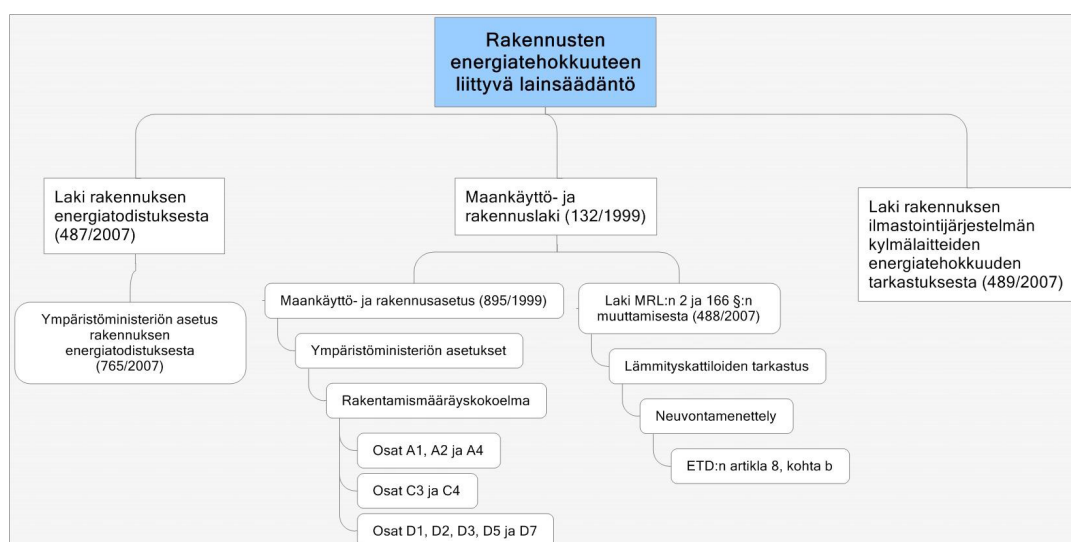 Rakennusten
energiatehokkuuteen
liittyvä lainsäädäntö
Laki rakennuksen
energiatodistuksesta
(487/2007)
Ympäristöministeriön asetus
rakennuksen
energiatodistuksesta
(765/2007)
Maankäyttö- ja
rakennuslaki (132/1999)
Maankäyttö- ja rakennusasetus (895/1999)
Ympäristöministeriön asetukset
Rakentamismääräyskokoelma
Osat A1, A2 ja A4
Osat C3 ja C4
Osat D1, D2, D3, D5 ja D7
Laki MRL:n 2 ja 166 §:n
muuttamisesta (488/2007)
Lämmityskattiloiden tarkastus
Neuvontamenettely
ETD:n artikla 8, kohta b
Laki rakennuksen
ilmastointijärjestelmän
kylmälaitteiden
energiatehokkuuden
tarkastuksesta (489/2007)